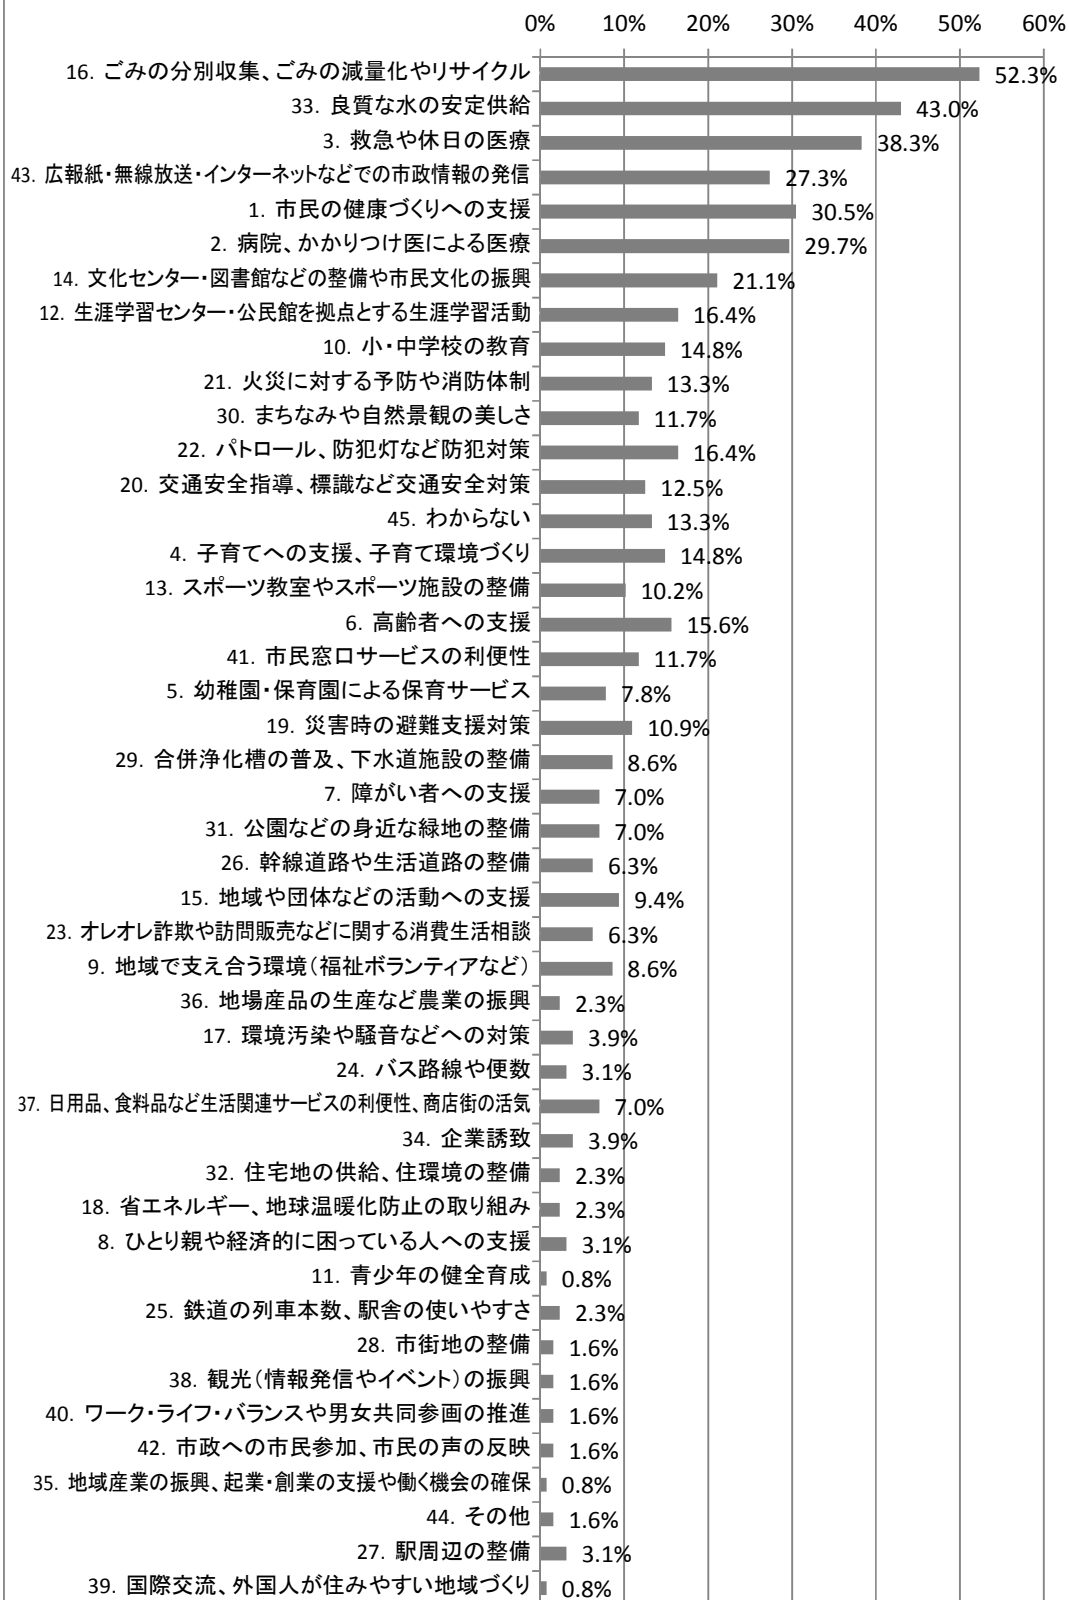 0% 10% 20% 30% 40% 50% 60%
16. ごみの分別収集、ごみの減量化やリサイクル 52.3%
33. 良質な水の安定供給 43.0%
3. 救急や休日の医療 38.3%
43. 広報紙・無線放送・インターネットなどでの市政情報の発信 27.3%
1. 市民の健康づくりへの支援 30.5%
2. 病院、かかりつけ医による医療 29.7%
14. 文化センター・図書館などの整備や市民文化の振興 21.1%
12. 生涯学習センター・公民館を拠点とする生涯学習活動 16.4%
10. 小・中学校の教育 14.8%
21. 火災に対する予防や消防体制 13.3%
30. まちなみや自然景観の美しさ 11.7%
22. パトロール、防犯灯など防犯対策 16.4%
20. 交通安全指導、標識など交通安全対策 12.5%
45. わからない 13.3%
4. 子育てへの支援、子育て環境づくり 14.8%
13. スポーツ教室やスポーツ施設の整備 10.2%
6. 高齢者への支援 15.6%
41. 市民窓口サービスの利便性 11.7%
5. 幼稚園・保育園による保育サービス 7.8%
19. 災害時の避難支援対策 10.9%
29. 合併浄化槽の普及、下水道施設の整備 8.6%
7. 障がい者への支援 7.0%
31. 公園などの身近な緑地の整備 7.0%
26. 幹線道路や生活道路の整備 6.3%
15. 地域や団体などの活動への支援 9.4%
23. オレオレ詐欺や訪問販売などに関する消費生活相談 6.3%
9. 地域で支え合う環境（福祉ボランティアなど） 8.6%
36. 地場産品の生産など農業の振興 2.3%
17. 環境汚染や騒音などへの対策 3.9%
24. バス路線や便数 3.1%
37. 日用品、食料品など生活関連サービスの利便性、商店街の活気 7.0%
34. 企業誘致 3.9%
32. 住宅地の供給、住環境の整備 2.3%
18. 省エネルギー、地球温暖化防止の取り組み 2.3%
8. ひとり親や経済的に困っている人への支援 3.1%
11. 青少年の健全育成 0.8%
25. 鉄道の列車本数、駅舎の使いやすさ 2.3%
28. 市街地の整備 1.6%
38. 観光（情報発信やイベント）の振興 1.6%
40. ワーク・ライフ・バランスや男女共同参画の推進 1.6%
42. 市政への市民参加、市民の声の反映 1.6%
35. 地域産業の振興、起業・創業の支援や働く機会の確保 0.8%
44. その他 1.6%
27. 駅周辺の整備 3.1%
39. 国際交流、外国人が住みやすい地域づくり 0.8%